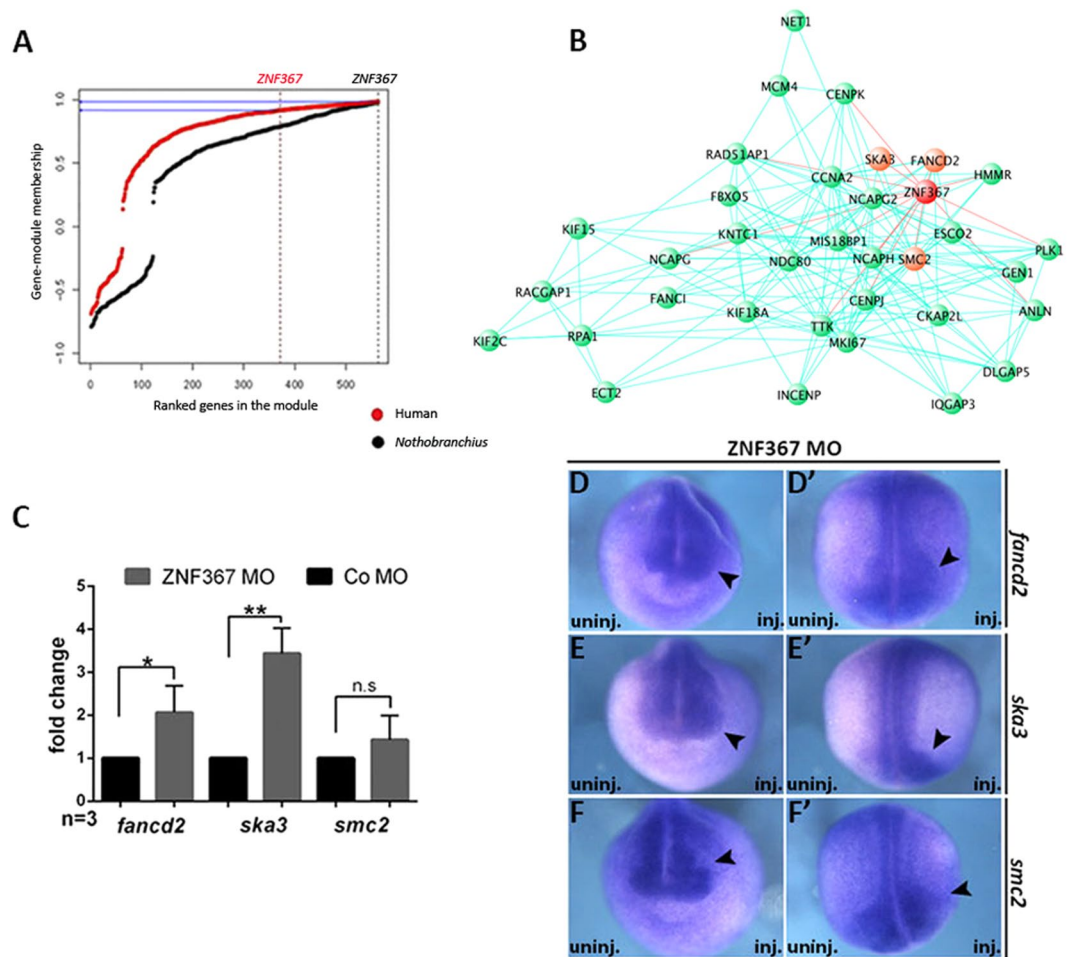 A
ZNF367 ZNF367
Gene-module membership
1.0
0.5
0.0
-0.5
-1.0
0 100 200 300 400 500
Ranked genes in the module
Human
Nothobranchius
B
NET1
MCM4
CENPK
RAD51AP1
SKA3
FANCD2
CCNA2
HMMR
FBXO5
NCAPG2
ZNF367
KIF15
KNTC1
MIS18BP1
ESCO2
PLK1
NCAPG
NDC80
NCAPH
SMC2
GEN1
RACGAP1
FANCI
KIF18A
CENPJ
CKAP2L
ANLN
KIF2C
RPA1
TTK
MKI67
DLGAP5
ECT2
INCENP
IQGAP3
C
ZNF367 MO Co MO
fold change
5
4
3
2
1
0
*
**
n.s
n=3
fancd2 ska3 smc2
ZNF367 MO
D D’
uninj. inj. uninj. inj.
fancd2
E E’
uninj. inj. uninj. inj.
ska3
F F’
uninj. inj. uninj. inj.
smc2